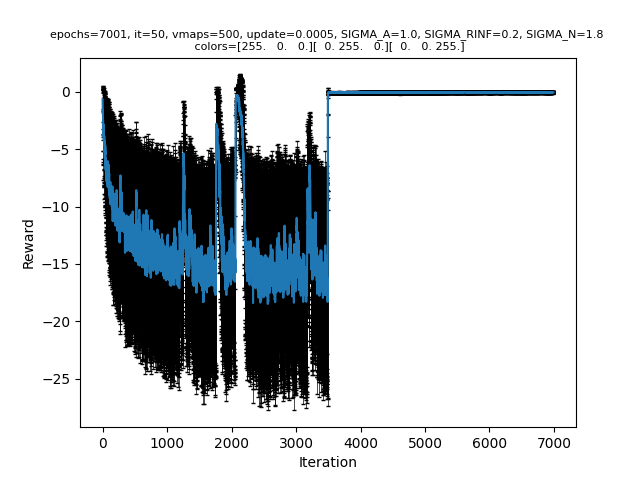 epochs=7001, it=50, vmaps=500, update=0.0005, SIGMA_A=1.0, SIGMA_RINF=0.2, SIGMA_N=1.8
colors=[255.   0.   0.][  0. 255.   0.][  0.   0. 255.]
0
−5
−10
−15
−20
−25
Reward
0 1000 2000 3000 4000 5000 6000 7000
Iteration